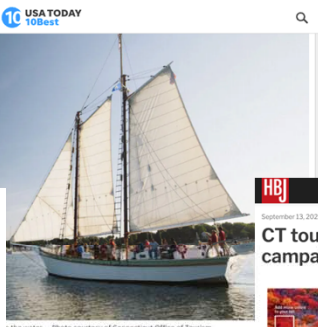 10 USA TODAY
10Best
HBJ
September 13, 202
CT tou
campa
the water. Photo courtesy of Connecticut Office of Tourism